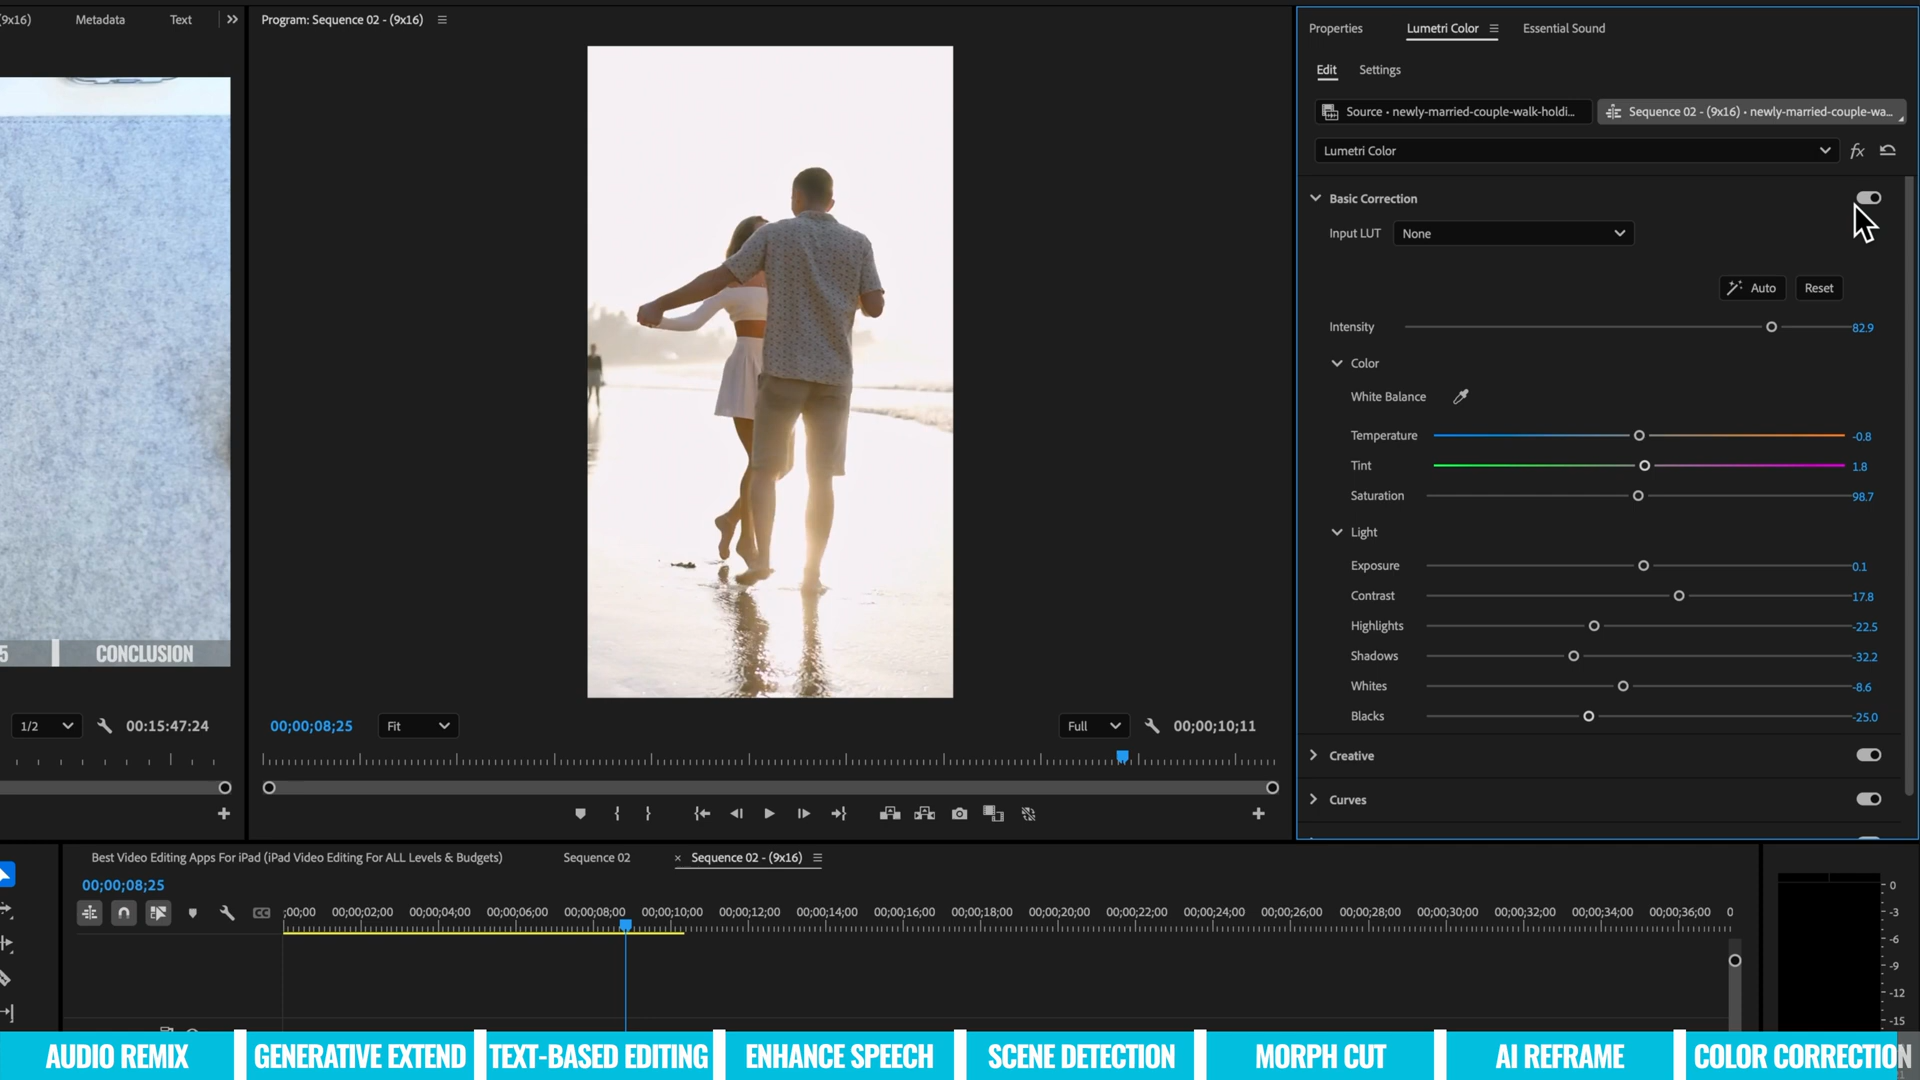 9x16)
Metadata
Text
Program: Sequence 02 - (9x16)
5
CONCLUSION
1/2
00:15:47:24
00;00;08;25
Fit
Full
00;00;10;11
Properties
Lumetri Color
Essential Sound
Edit
Settings
Source • newly-married-couple-walk-holdi...
Sequence 02 - (9x16) • newly-married-couple-wa...
Lumetri Color
fx
Basic Correction
Input LUT
None
Auto
Reset
Intensity
82.9
Color
White Balance
Temperature
-0.8
Tint
1.8
Saturation
98.7
Light
Exposure
0.1
Contrast
17.8
Highlights
-22.5
Shadows
-32.2
Whites
-8.6
Blacks
-25.0
Creative
Curves
Best Video Editing Apps For iPad (iPad Video Editing For ALL Levels & Budgets)
Sequence 02
× Sequence 02 - (9x16)
00;00;08;25
CC
;00;00
00;00;02;00
00;00;04;00
00;00;06;00
00;00;08;00
00;00;10;00
00;00;12;00
00;00;14;00
00;00;16;00
00;00;18;00
00;00;20;00
00;00;22;00
00;00;24;00
00;00;26;00
00;00;28;00
00;00;30;00
00;00;32;00
00;00;34;00
00;00;36;00
0
0
-3
-6
-9
-12
-15
AUDIO REMIX
GENERATIVE EXTEND
TEXT-BASED EDITING
ENHANCE SPEECH
SCENE DETECTION
MORPH CUT
AI REFRAME
COLOR CORRECTION